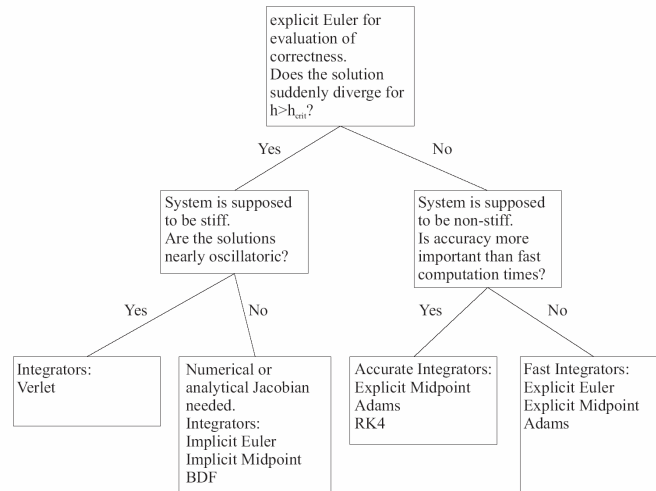 explicit Euler for
evaluation of
correctness.
Does the solution
suddenly diverge for
h>hcrit?
Yes
No
System is supposed
to be stiff.
Are the solutions
nearly oscillatoric?
System is supposed
to be non-stiff.
Is accuracy more
important than fast
computation times?
Yes
No
Yes
No
Integrators:
Verlet
Numerical or
analytical Jacobian
needed.
Integrators:
Implicit Euler
Implicit Midpoint
BDF
Accurate Integrators:
Explicit Midpoint
Adams
RK4
Fast Integrators:
Explicit Euler
Explicit Midpoint
Adams